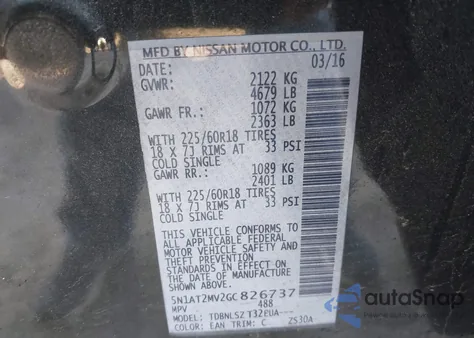 MFD BY NISSAN MOTOR CO., LTD.
DATE: 03/16
GVWR: 2122 KG
4679 LB
GAWR FR.: 1072 KG
2363 LB
WITH 225/60R18 TIRES
18 X 7J RIMS AT 33 PSI
COLD SINGLE
GAWR RR.: 1089 KG
2401 LB
WITH 225/60R18 TIRES
18 X 7J RIMS AT 33 PSI
COLD SINGLE
THIS VEHICLE CONFORMS TO
ALL APPLICABLE FEDERAL
MOTOR VEHICLE SAFETY AND
THEFT PREVENTION
STANDARDS IN EFFECT ON
THE DATE OF MANUFACTURE
SHOWN ABOVE.
5N1AT2MV2GC826737
MPV 488
MODEL:
COLOR: EAN TRIM: C ZS30A
autoSnap